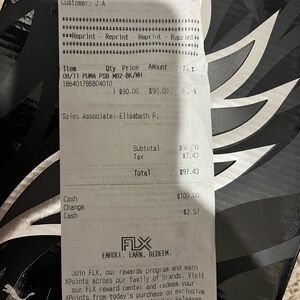 Customer: J A
***Reprint - Reprint - Reprint - Reprint***
Item Qty Price Amount
08/11 PUMA PSB M82-BK/WH
186401786804010
1 $90.00 $90.00
Sales Associate: Elisabeth P.
Subtotal $90.00
Tax $7.43
Total $97.43
Cash $100.00
Change
Cash $2.57
FLX
ENROLL. EARN. REDEEM.
Join FLX, our rewards program and earn
XPoints across our family of brands. Visit
our FLX reward center, and redeem your
XPoints from today's purchase on exclusive